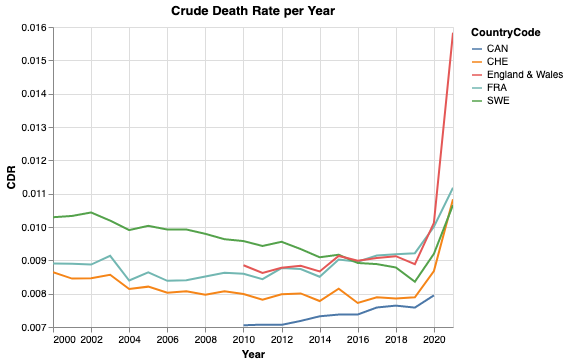 Crude Death Rate per Year
CountryCode
CAN
CHE
England & Wales
FRA
SWE
0.016
0.015
0.014
0.013
0.012
0.011
0.010
0.009
0.008
0.007
CDR
2000 2002 2004 2006 2008 2010 2012 2014 2016 2018 2020
Year